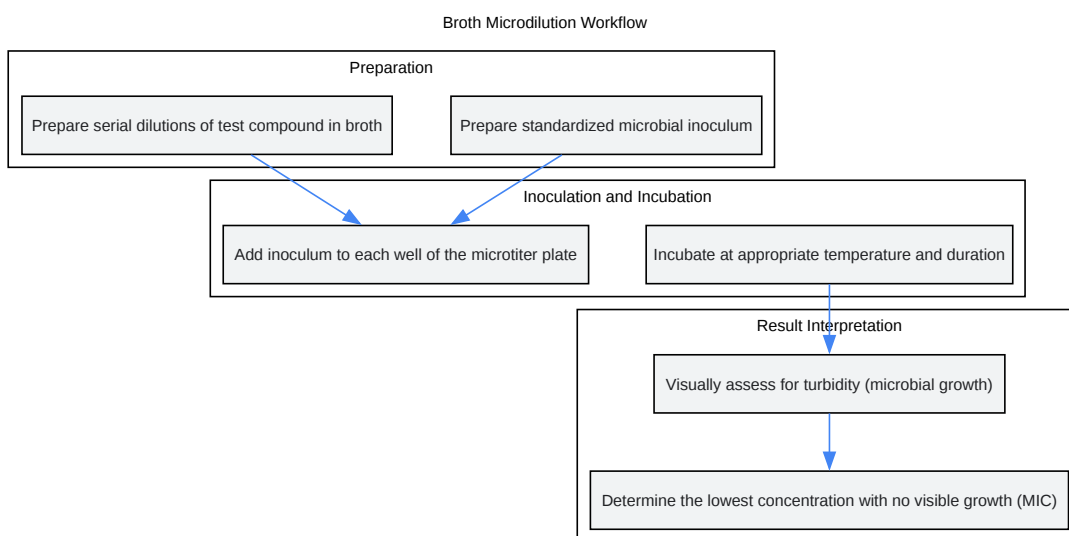 Broth Microdilution Workflow
Preparation
Prepare serial dilutions of test compound in broth
Prepare standardized microbial inoculum
Inoculation and Incubation
Add inoculum to each well of the microtiter plate
Incubate at appropriate temperature and duration
Result Interpretation
Visually assess for turbidity (microbial growth)
Determine the lowest concentration with no visible growth (MIC)